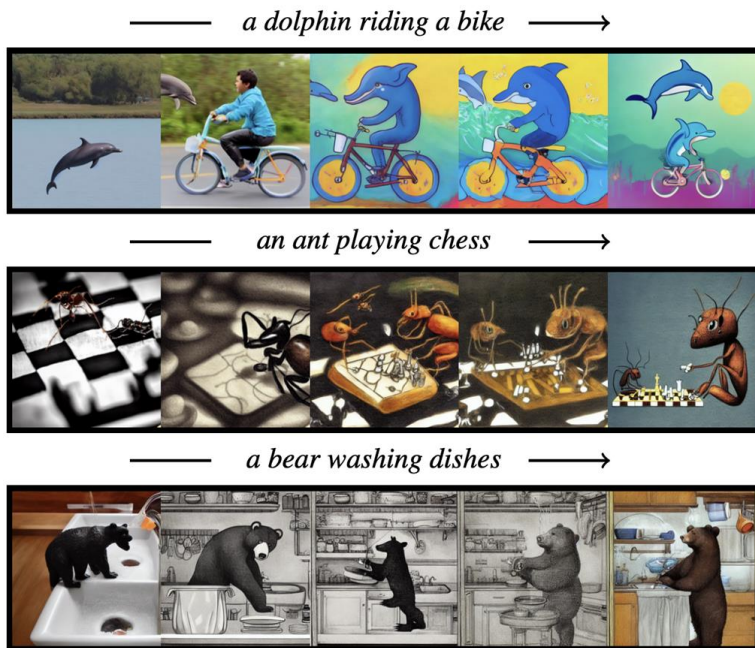 a dolphin riding a bike
an ant playing chess
a bear washing dishes